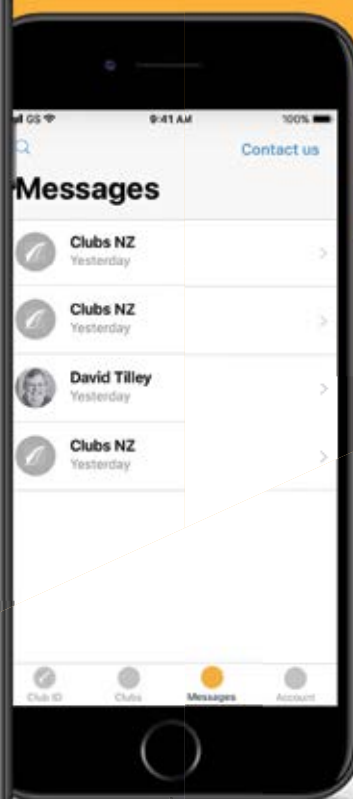 GS 9:41 AM 100%
Contact us
Messages
Clubs NZ
Yesterday
Clubs NZ
Yesterday
David Tilley
Yesterday
Clubs NZ
Yesterday
Club ID Clubs Messages Account